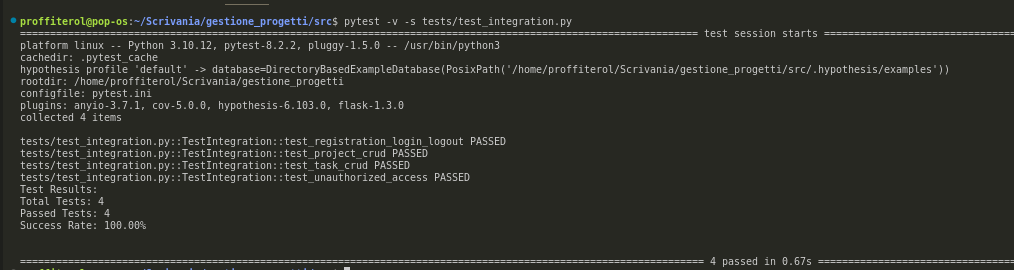 proffiterol@pop-os:~/Scrivania/gestione_progetti/src$ pytest -v -s tests/test_integration.py
test session starts
platform linux -- Python 3.10.12, pytest-8.2.2, pluggy-1.5.0 -- /usr/bin/python3
cachedir: .pytest_cache
hypothesis profile 'default' -> database=DirectoryBasedExampleDatabase(PosixPath('/home/proffiterol/Scrivania/gestione_progetti/src/.hypothesis/examples'))
rootdir: /home/proffiterol/Scrivania/gestione_progetti
configfile: pytest.ini
plugins: anyio-3.7.1, cov-5.0.0, hypothesis-6.103.0, flask-1.3.0
collected 4 items
tests/test_integration.py::TestIntegration::test_registration_login_logout PASSED
tests/test_integration.py::TestIntegration::test_project_crud PASSED
tests/test_integration.py::TestIntegration::test_task_crud PASSED
tests/test_integration.py::TestIntegration::test_unauthorized_access PASSED
Test Results:
Total Tests: 4
Passed Tests: 4
Success Rate: 100.00%
4 passed in 0.67s